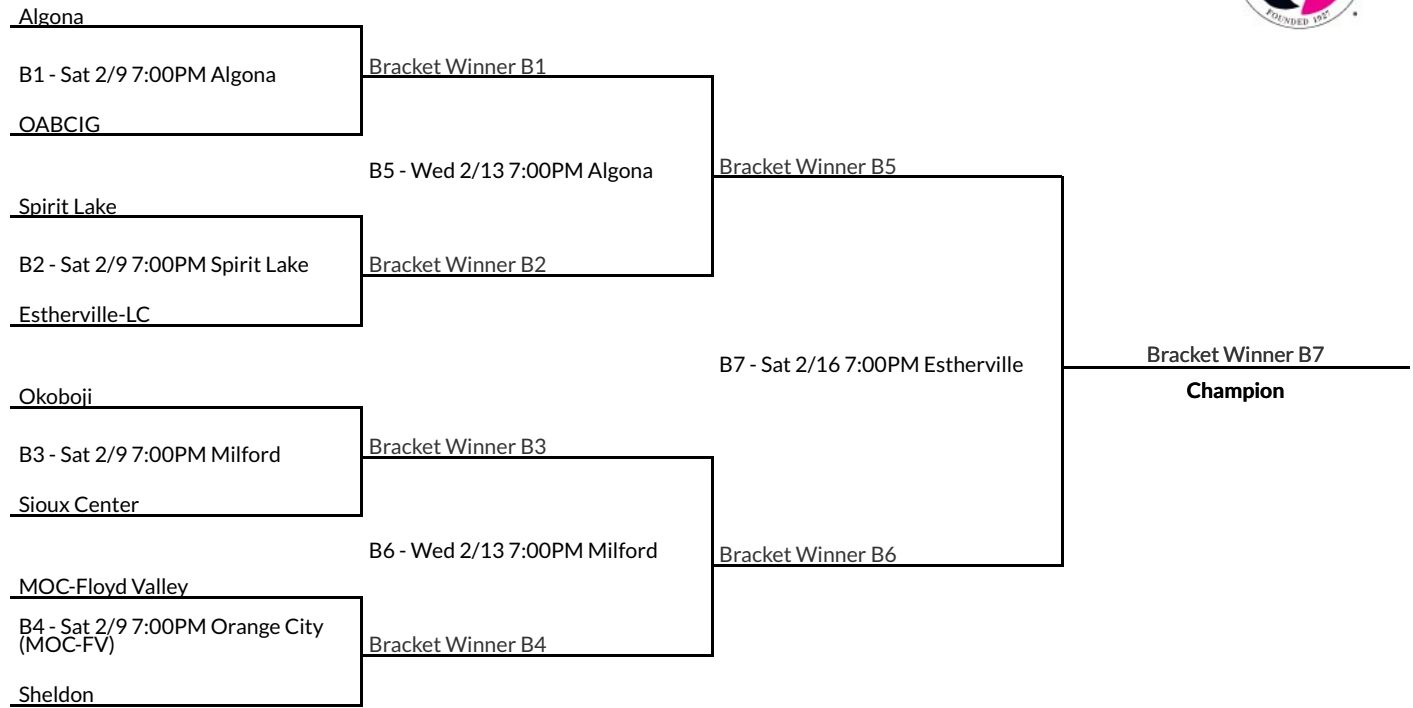 FOUNDED 1927
Algona
B1 - Sat 2/9 7:00PM Algona
OABCIG
Bracket Winner B1
B5 - Wed 2/13 7:00PM Algona
Spirit Lake
B2 - Sat 2/9 7:00PM Spirit Lake
Estherville-LC
Bracket Winner B2
Bracket Winner B5
B7 - Sat 2/16 7:00PM Estherville
Bracket Winner B7
Champion
Okoboji
B3 - Sat 2/9 7:00PM Milford
Sioux Center
Bracket Winner B3
B6 - Wed 2/13 7:00PM Milford
Bracket Winner B6
MOC-Floyd Valley
B4 - Sat 2/9 7:00PM Orange City
(MOC-FV)
Sheldon
Bracket Winner B4